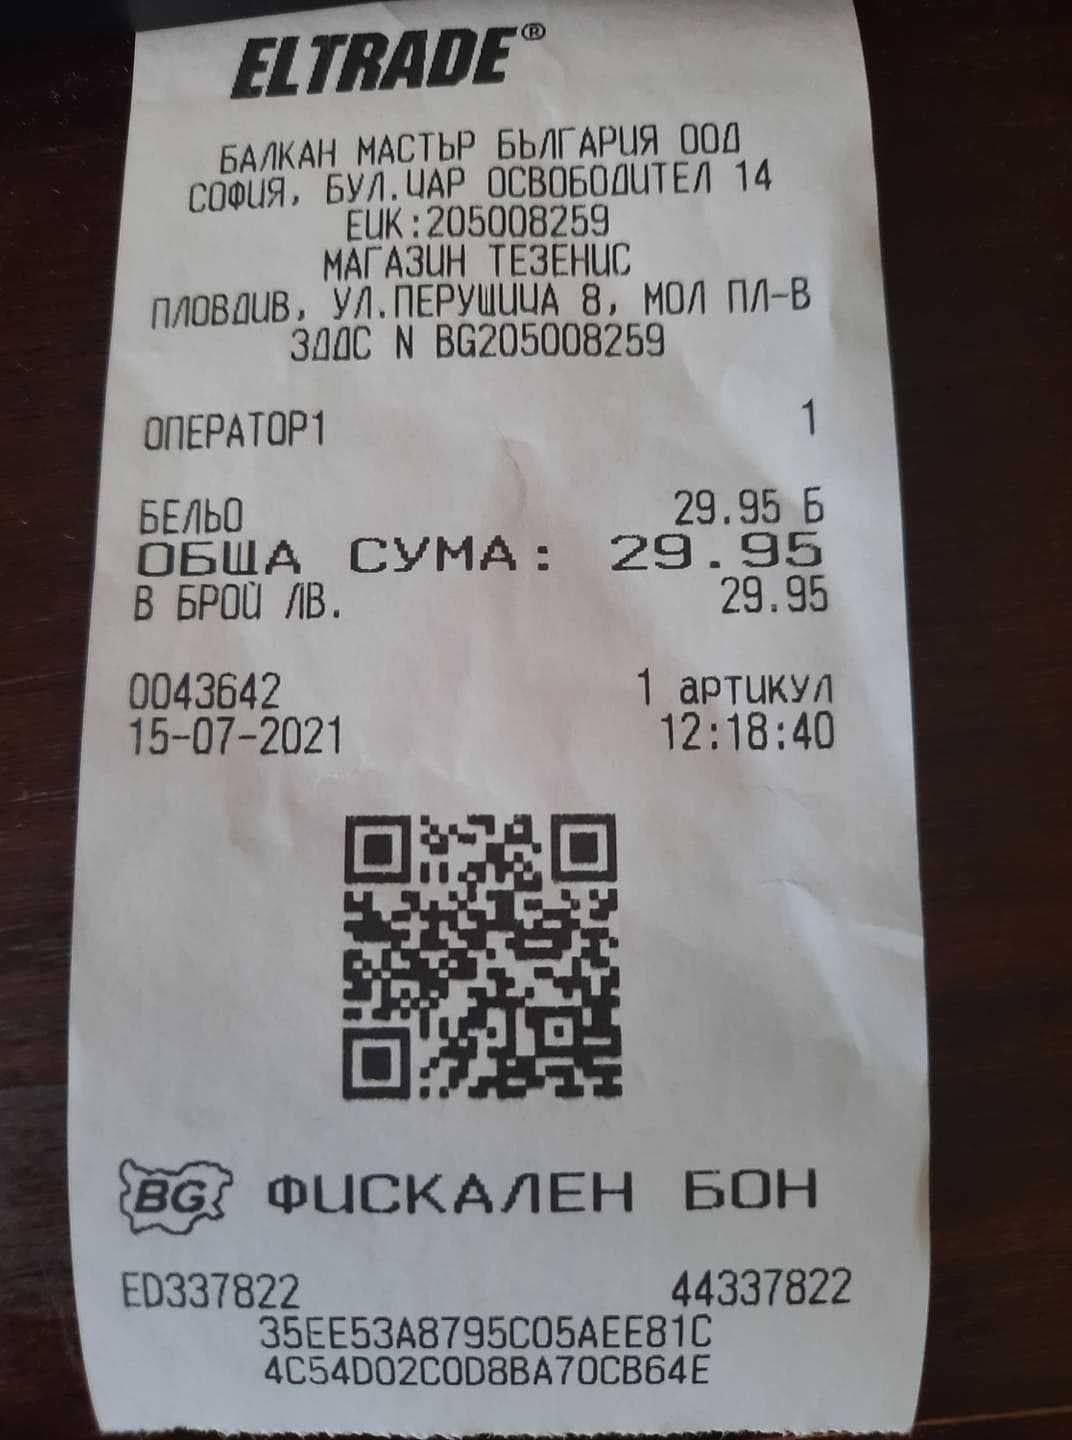 ELTRADE®
БАЛКАН МАСТЪР БЪЛГАРИЯ ООД
СОФИЯ, БУЛ.ЦАР ОСВОБОДИТЕЛ 14
ЕИК:205008259
МАГАЗИН ТЕЗЕНИС
ПЛОВДИВ, УЛ.ПЕРУЩИЦА 8, МОЛ ПЛ-В
ЗДДС N BG205008259
ОПЕРАТОР1 1
БЕЛЬО 29.95 Б
ОБЩА СУМА: 29.95
В БРОЙ ЛВ. 29.95
0043642 1 артикул
15-07-2021 12:18:40
BG ФИСКАЛЕН БОН
ED337822 44337822
35EE53A8795C05AEE81C
4C54D02C0D8BA70CB64E